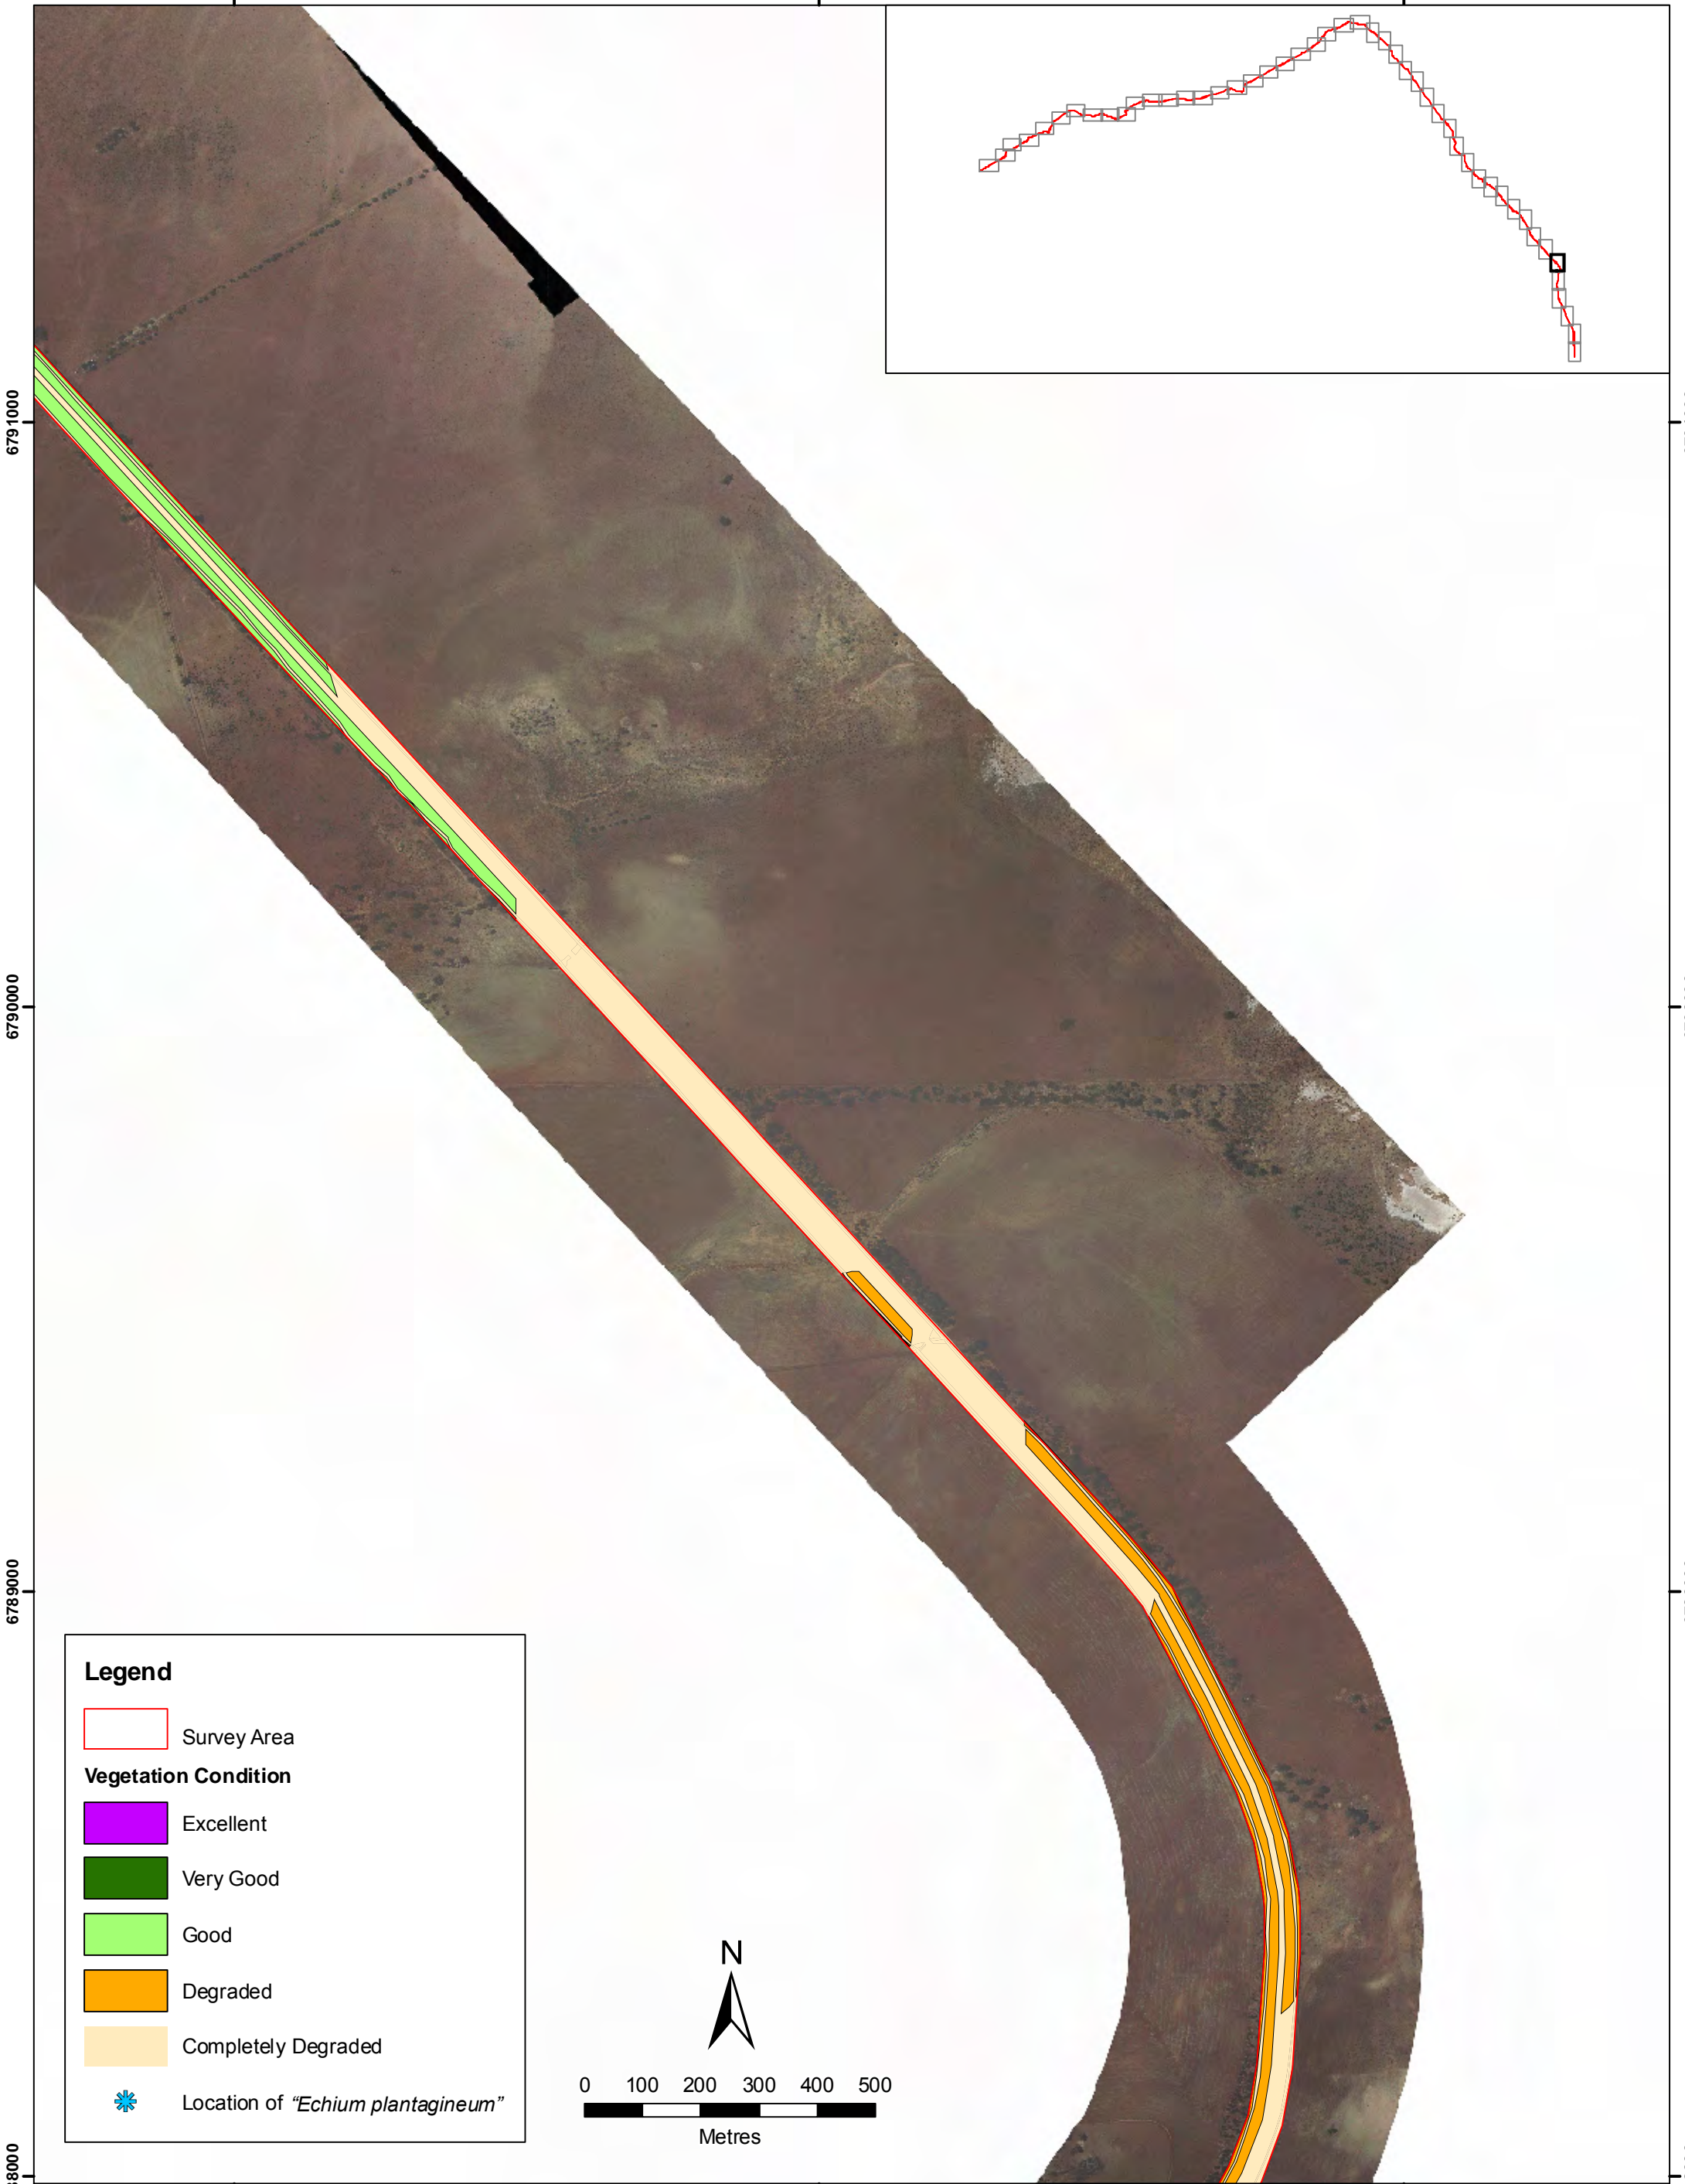 6791000
6790000
6789000
Legend
Survey Area
Vegetation Condition
Excellent
Very Good
Good
Degraded
Completely Degraded
Location of “Echium plantagineum”
N
0 100 200 300 400 500
Metres